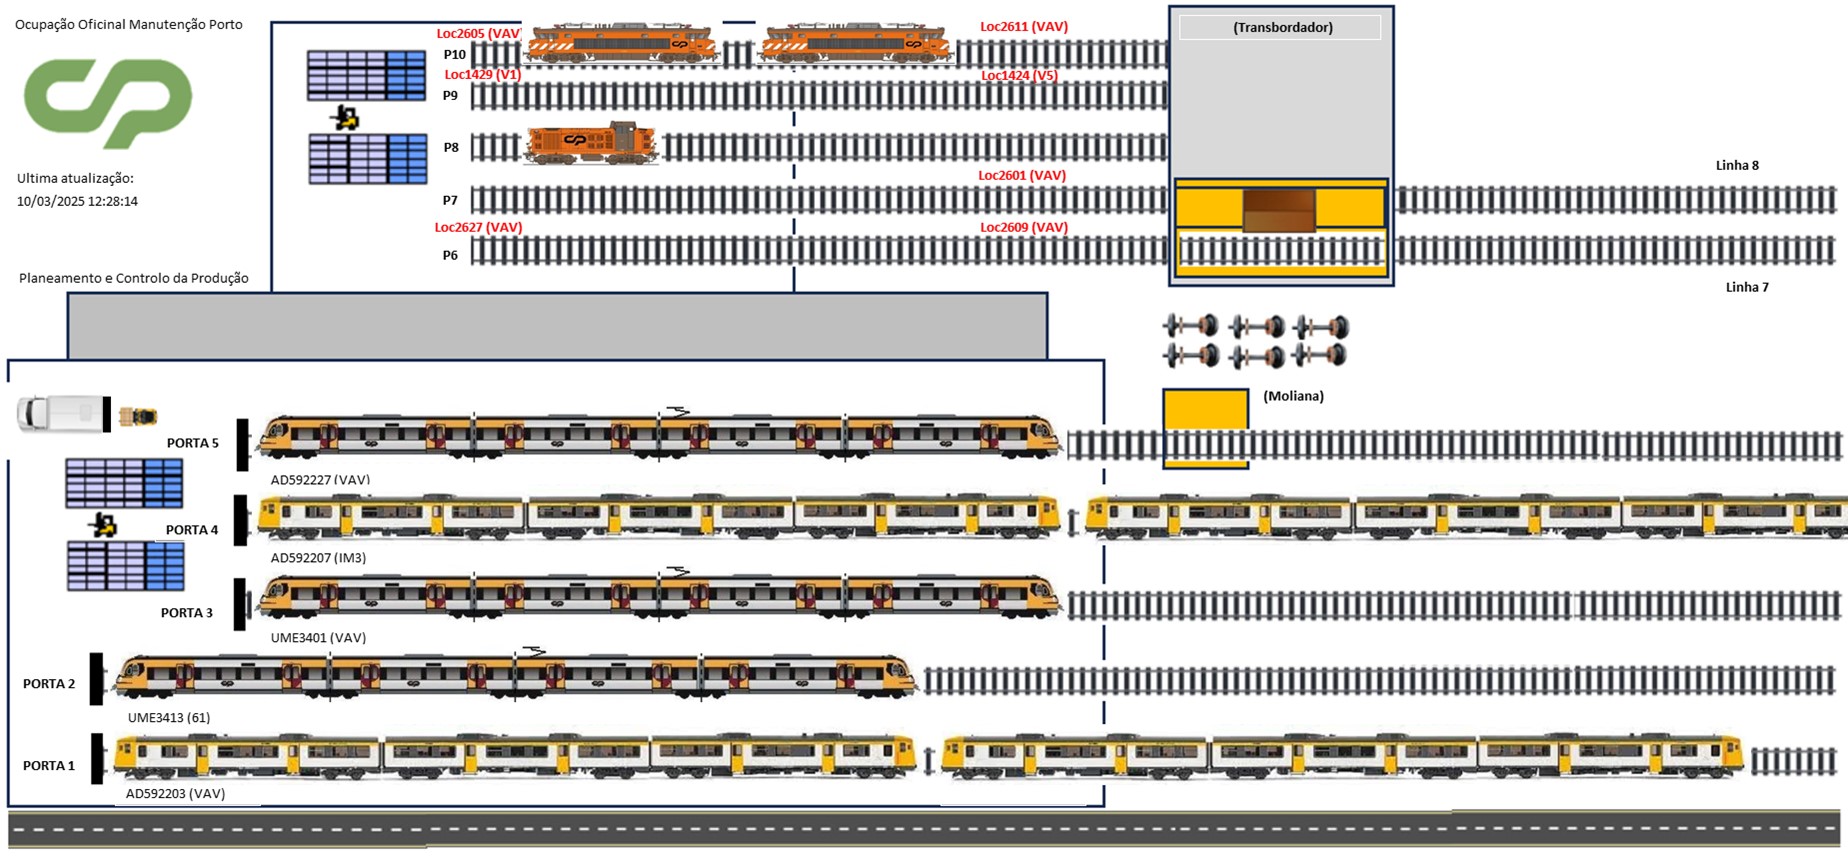 Ocupação Oficinal Manutenção Porto
CP
Ultima atualização:
10/03/2025 12:28:14
Planeamento e Controlo da Produção
Loc2605 (VAV)
Loc2611 (VAV)
P10
Loc1429 (V1)
Loc1424 (V5)
P9
P8
Loc2601 (VAV)
P7
Loc2627 (VAV)
Loc2609 (VAV)
P6
(Transbordador)
Linha 8
Linha 7
(Moliana)
PORTA 5
AD592227 (VAV)
PORTA 4
AD592207 (IM3)
PORTA 3
UME3401 (VAV)
PORTA 2
UME3413 (61)
PORTA 1
AD592203 (VAV)